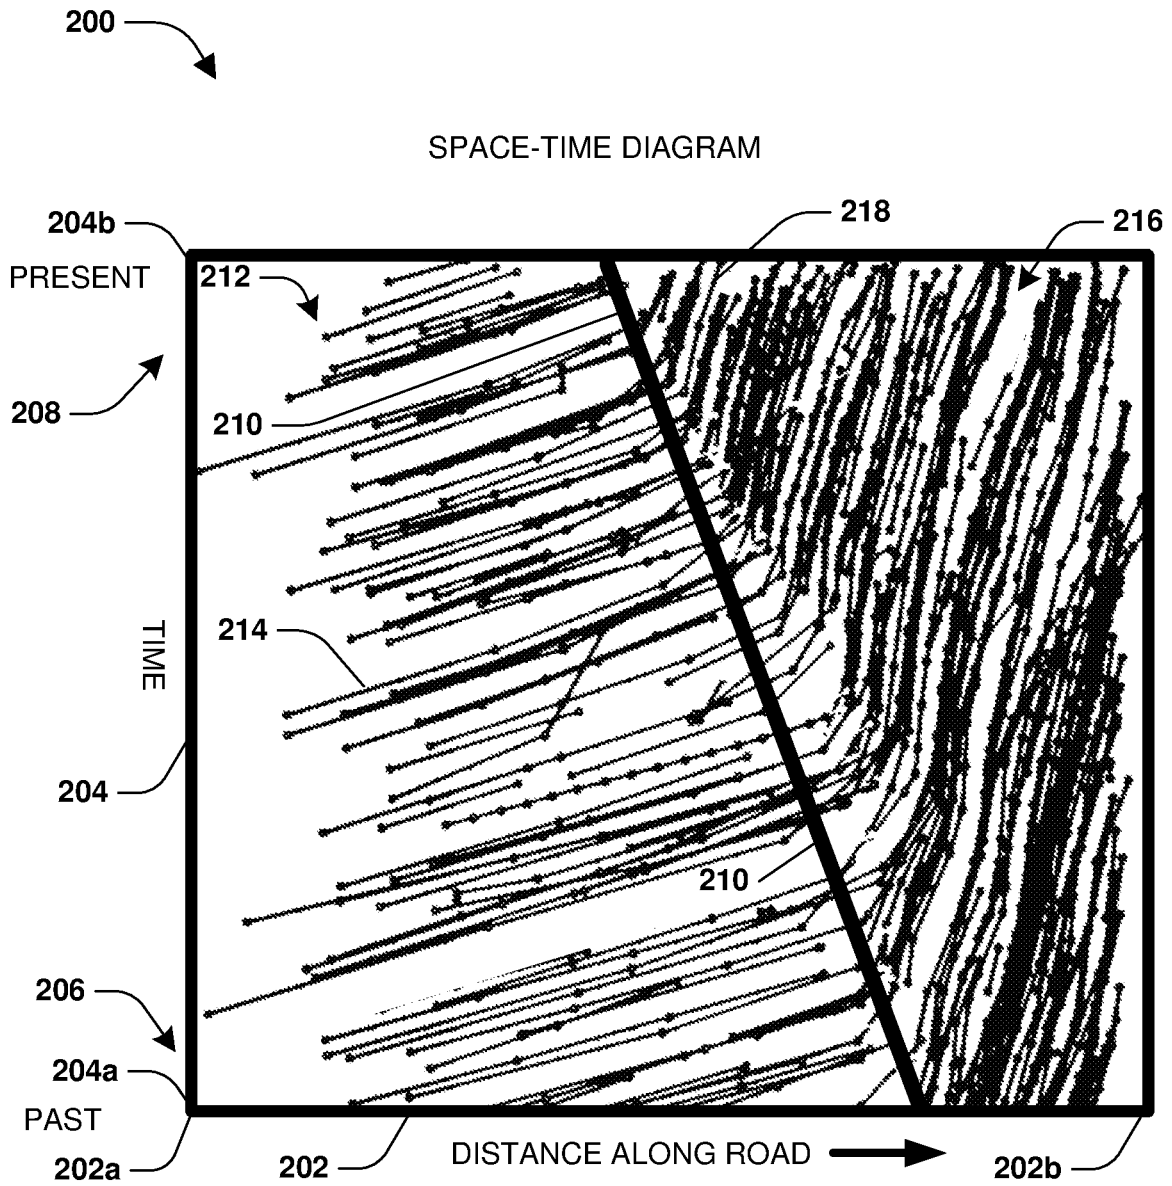 200
SPACE-TIME DIAGRAM
204b
218
216
PRESENT
212
208
210
214
TIME
204
210
206
204a
PAST
202a
202
DISTANCE ALONG ROAD
202b